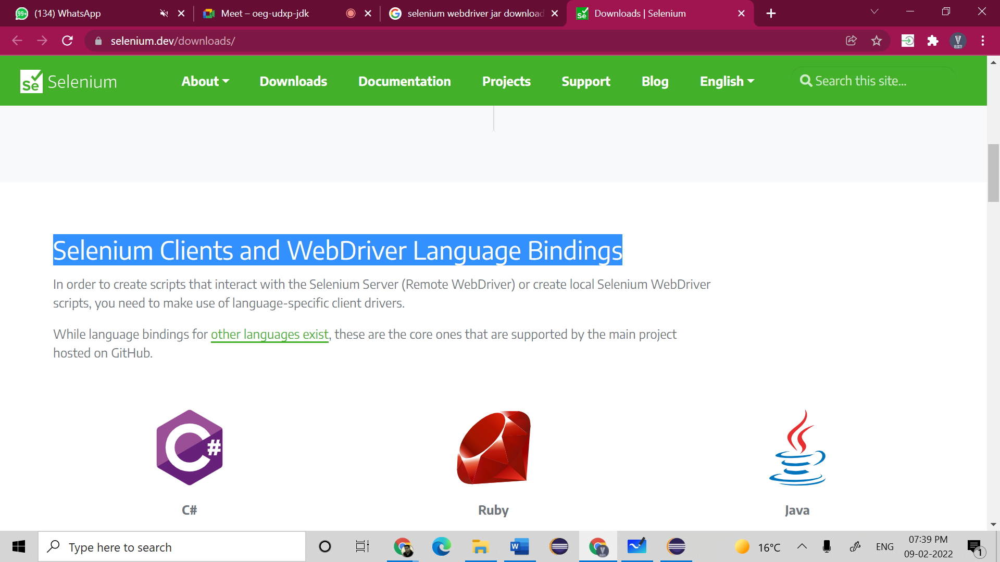 99+
(134) WhatsApp
Meet – oeg-udxp-jdk
selenium webdriver jar download
Downloads | Selenium
selenium.dev/downloads/
VELOCITY
Se Selenium
About
Downloads
Documentation
Projects
Support
Blog
English
Search this site...
Selenium Clients and WebDriver Language Bindings
In order to create scripts that interact with the Selenium Server (Remote WebDriver) or create local Selenium WebDriver
scripts, you need to make use of language-specific client drivers.
While language bindings for other languages exist, these are the core ones that are supported by the main project
hosted on GitHub.
C#
C#
Ruby
Java
Type here to search
W
16°C
ENG
07:39 PM
09-02-2022
1